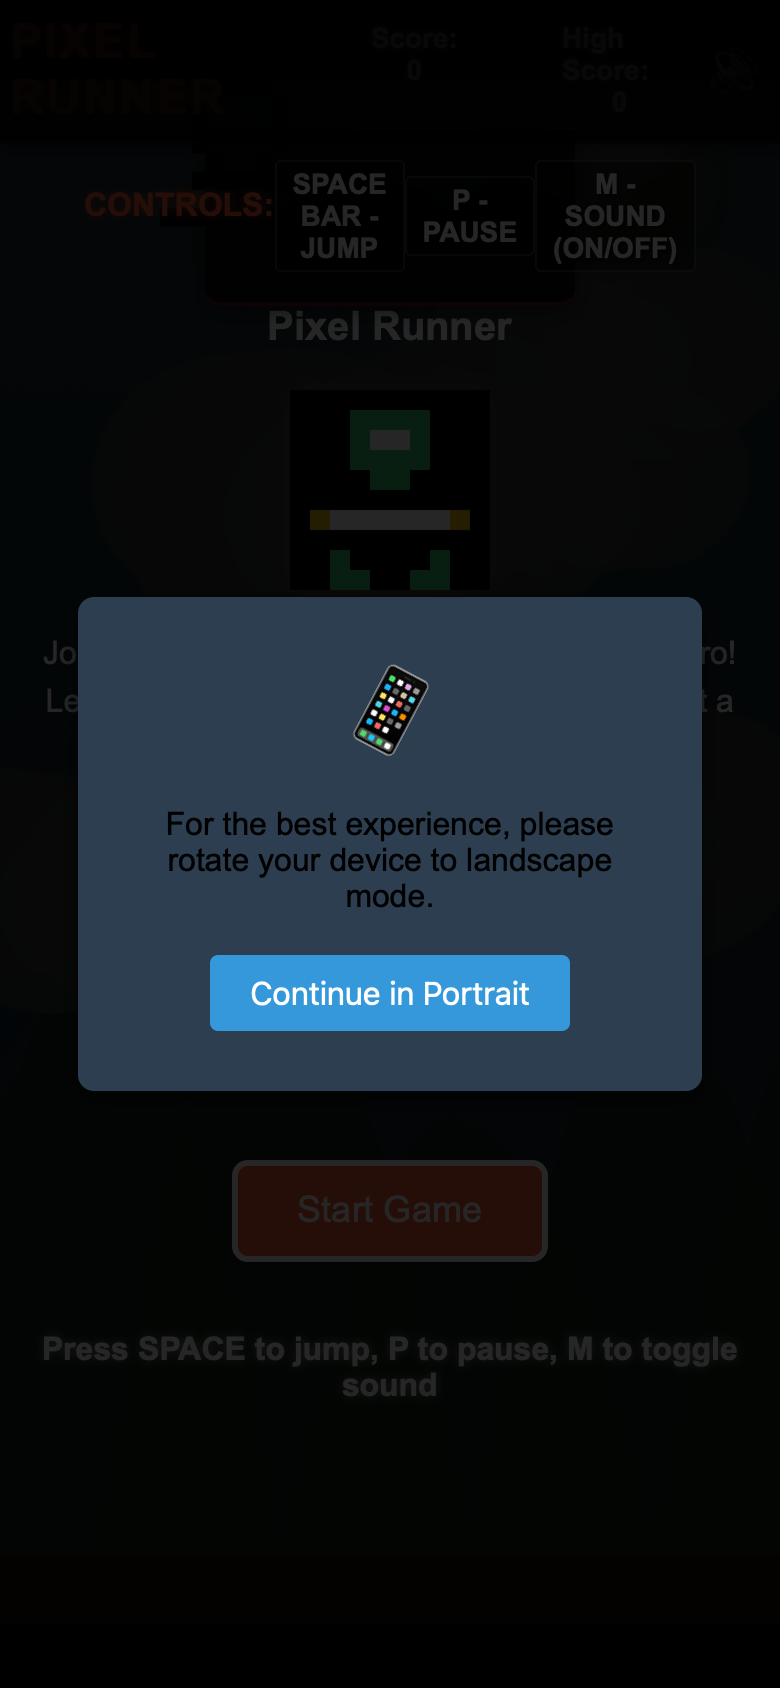 PIXEL
RUNNER
Score:
0
High
Score:
0
CONTROLS:
SPACE
BAR -
JUMP
P -
PAUSE
M -
SOUND
(ON/OFF)
Pixel Runner
Jo
ro!
Le
t a
For the best experience, please
rotate your device to landscape
mode.
Continue in Portrait
Start Game
Press SPACE to jump, P to pause, M to toggle
sound